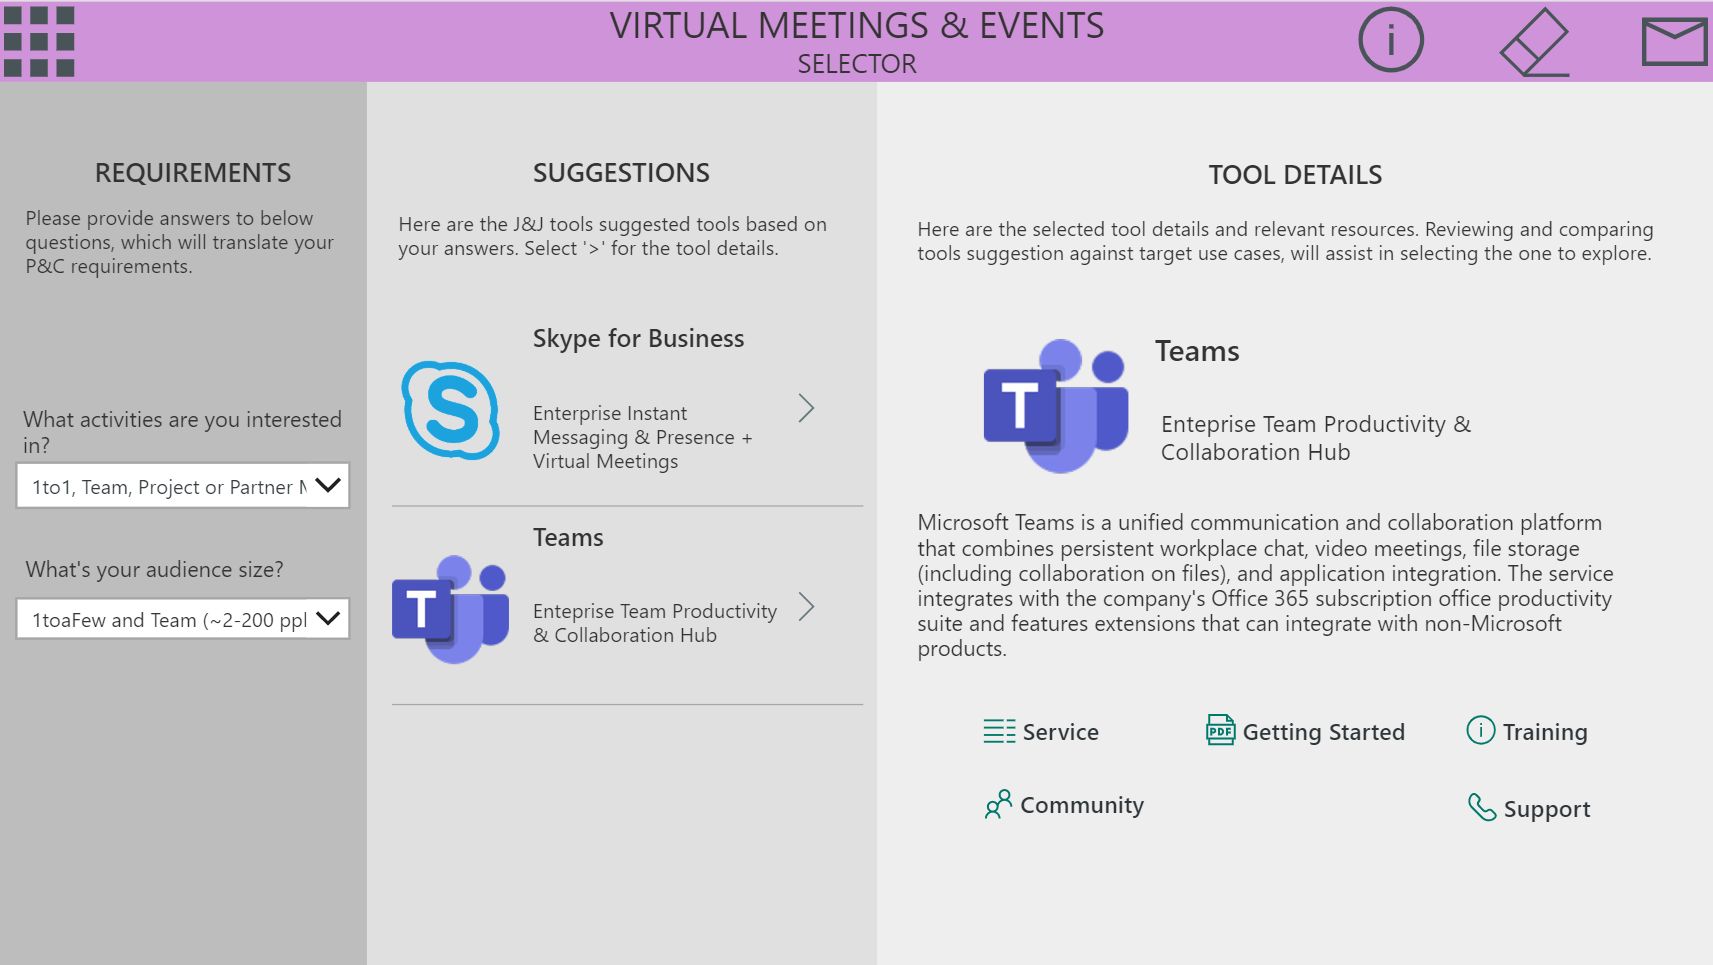 VIRTUAL MEETINGS & EVENTS
SELECTOR
i
REQUIREMENTS
Please provide answers to below
questions, which will translate your
P&C requirements.
What activities are you interested
in?
1to1, Team, Project or Partner
What's your audience size?
1toaFew and Team (~2-200 ppl
SUGGESTIONS
Here are the J&J tools suggested tools based on
your answers. Select '>' for the tool details.
Skype for Business
S
Enterprise Instant
Messaging & Presence +
Virtual Meetings
Teams
T
Enteprise Team Productivity
& Collaboration Hub
TOOL DETAILS
Here are the selected tool details and relevant resources. Reviewing and comparing
tools suggestion against target use cases, will assist in selecting the one to explore.
Teams
T
Enteprise Team Productivity &
Collaboration Hub
Microsoft Teams is a unified communication and collaboration platform
that combines persistent workplace chat, video meetings, file storage
(including collaboration on files), and application integration. The service
integrates with the company's Office 365 subscription office productivity
suite and features extensions that can integrate with non-Microsoft
products.
Service
PDF Getting Started
i Training
Community
Support